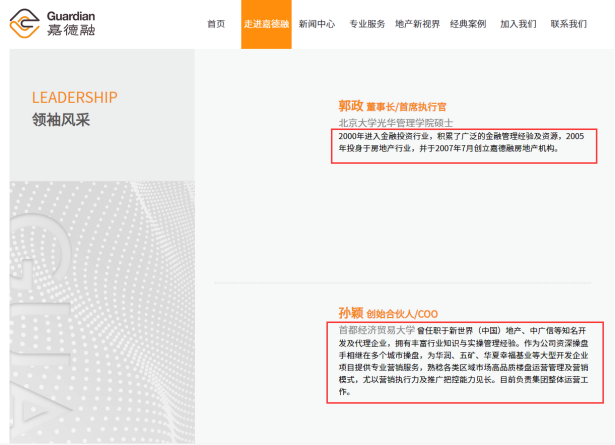 Guardian
嘉德融
首页 走进嘉德融 新闻中心 专业服务 地产新视界 经典案例 加入我们 联系我们
LEADERSHIP
领袖风采
郭政 董事长/首席执行官
北京大学光华管理学院硕士
2000年进入金融投资行业，积累了广泛的金融管理经验及资源，2005
年投身于房地产行业，并于2007年7月创立嘉德融房地产机构。
孙颖 创始合伙人/COO
首都经济贸易大学 曾任职于新世界（中国）地产、中广信等知名开
发及代理企业，拥有丰富行业知识与实操管理经验。作为公司资深操盘
手相继在多个城市操盘，为华润、五矿、华夏幸福基业等大型开发企业
项目提供专业营销服务，熟稔各类区域市场高品质楼盘运营管理及营销
模式，尤以营销执行力及推广把控能力见长。目前负责集团整体运营工
作。
GUA